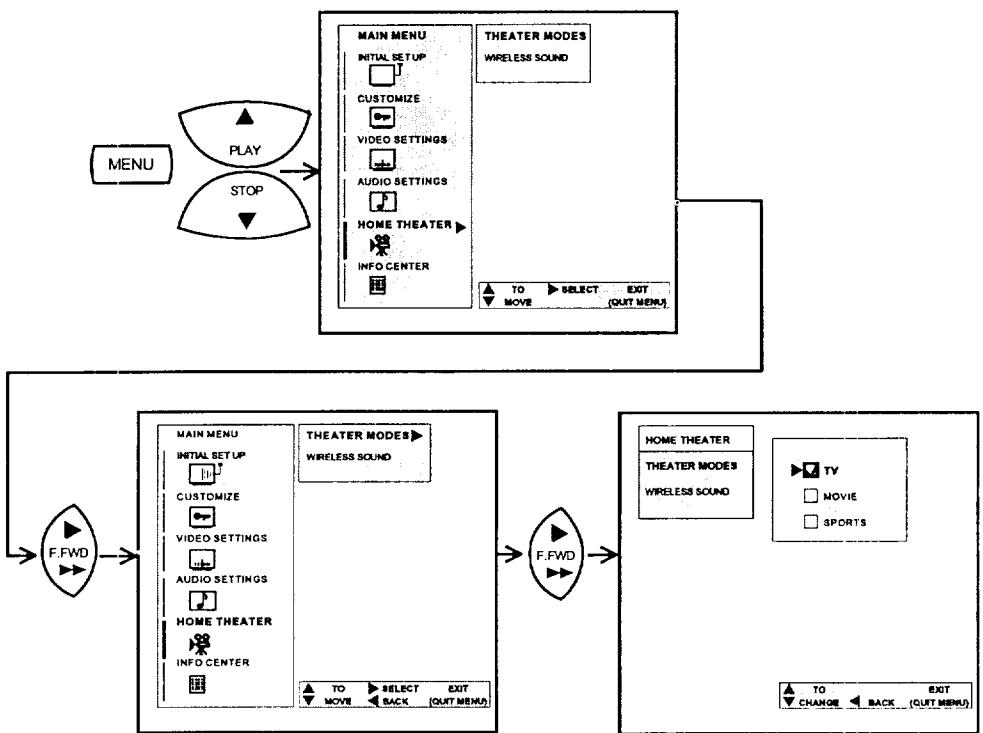 MENU
PLAY
STOP
MAIN MENU
INITIAL SET UP
CUSTOMIZE
VIDEO SETTINGS
AUDIO SETTINGS
HOME THEATER
INFO CENTER
THEATER MODES
WIRELESS SOUND
TO MOVE
SELECT
EXIT
(QUIT MENU)
F.FWD
MAIN MENU
INITIAL SET UP
CUSTOMIZE
VIDEO SETTINGS
AUDIO SETTINGS
HOME THEATER
INFO CENTER
THEATER MODES
WIRELESS SOUND
TO MOVE
SELECT
BACK
EXIT
(QUIT MENU)
F.FWD
HOME THEATER
THEATER MODES
WIRELESS SOUND
TV
MOVIE
SPORTS
TO CHANGE
BACK
EXIT
(QUIT MENU)